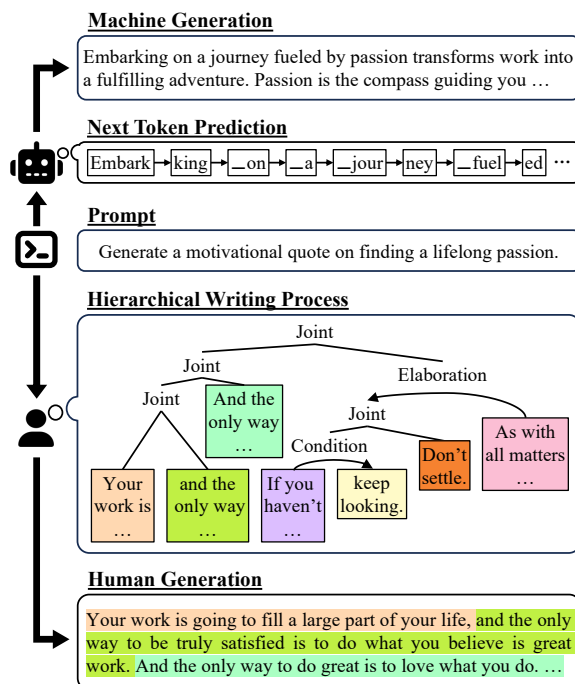 Machine Generation
Embarking on a journey fueled by passion transforms work into
a fulfilling adventure. Passion is the compass guiding you …
Next Token Prediction
Embark king _on _a _jour ney _fuel ed …
Prompt
Generate a motivational quote on finding a lifelong passion.
Hierarchical Writing Process
Joint
Joint
Elaboration
Joint
And the
only way
…
Joint
Condition
As with
all matters
…
Don't
settle.
Your
work is
…
and the
only way
…
If you
haven't
…
keep
looking.
Human Generation
Your work is going to fill a large part of your life, and the only
way to be truly satisfied is to do what you believe is great
work. And the only way to do great is to love what you do. …